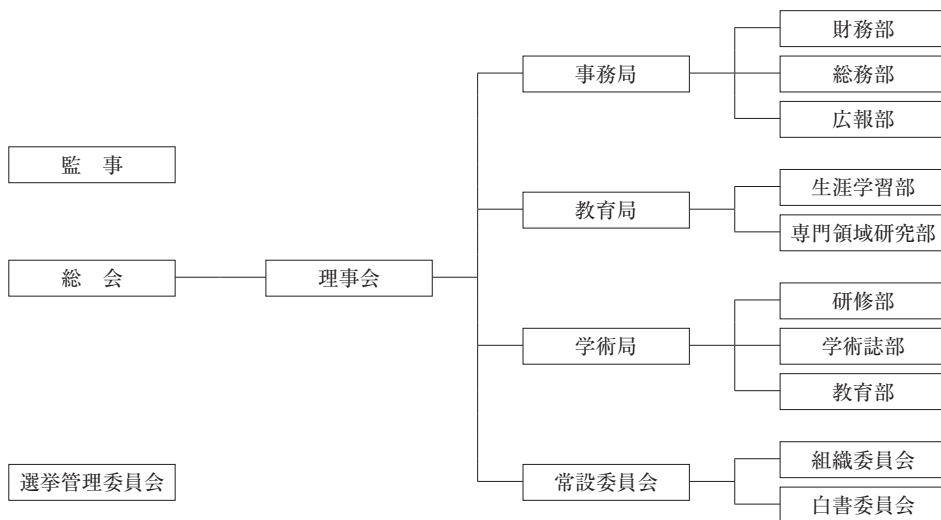 監　事
総　会
選挙管理委員会
理事会
事務局
財務部
総務部
広報部
教育局
生涯学習部
専門領域研究部
学術局
研修部
学術誌部
教育部
常設委員会
組織委員会
白書委員会